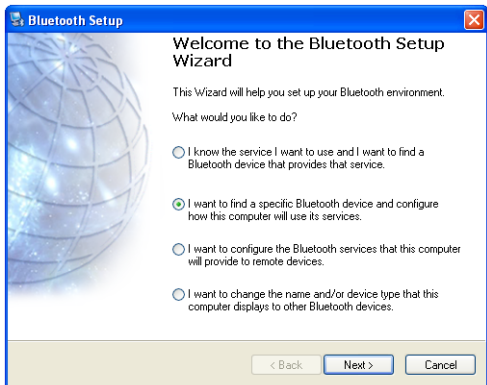 Bluetooth Setup
Welcome to the Bluetooth Setup
Wizard
This Wizard will help you set up your Bluetooth environment.
What would you like to do?
I know the service I want to use and I want to find a
Bluetooth device that provides that service.
I want to find a specific Bluetooth device and configure
how this computer will use its services.
I want to configure the Bluetooth services that this computer
will provide to remote devices.
I want to change the name and/or device type that this
computer displays to other Bluetooth devices.
< Back Next > Cancel